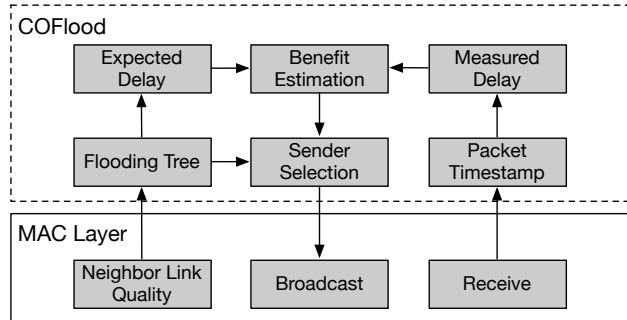 COFlood
Expected
Delay
Benefit
Estimation
Measured
Delay
Flooding Tree
Sender
Selection
Packet
Timestamp
MAC Layer
Neighbor Link
Quality
Broadcast
Receive